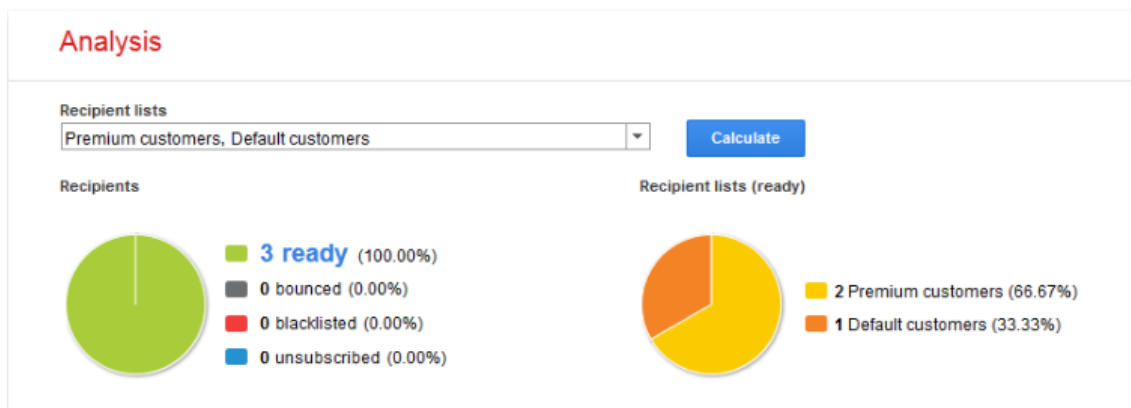 Analysis
Recipient lists
Premium customers, Default customers
Calculate
Recipients
Recipient lists (ready)
3 ready (100.00%)
0 bounced (0.00%)
0 blacklisted (0.00%)
0 unsubscribed (0.00%)
2 Premium customers (66.67%)
1 Default customers (33.33%)